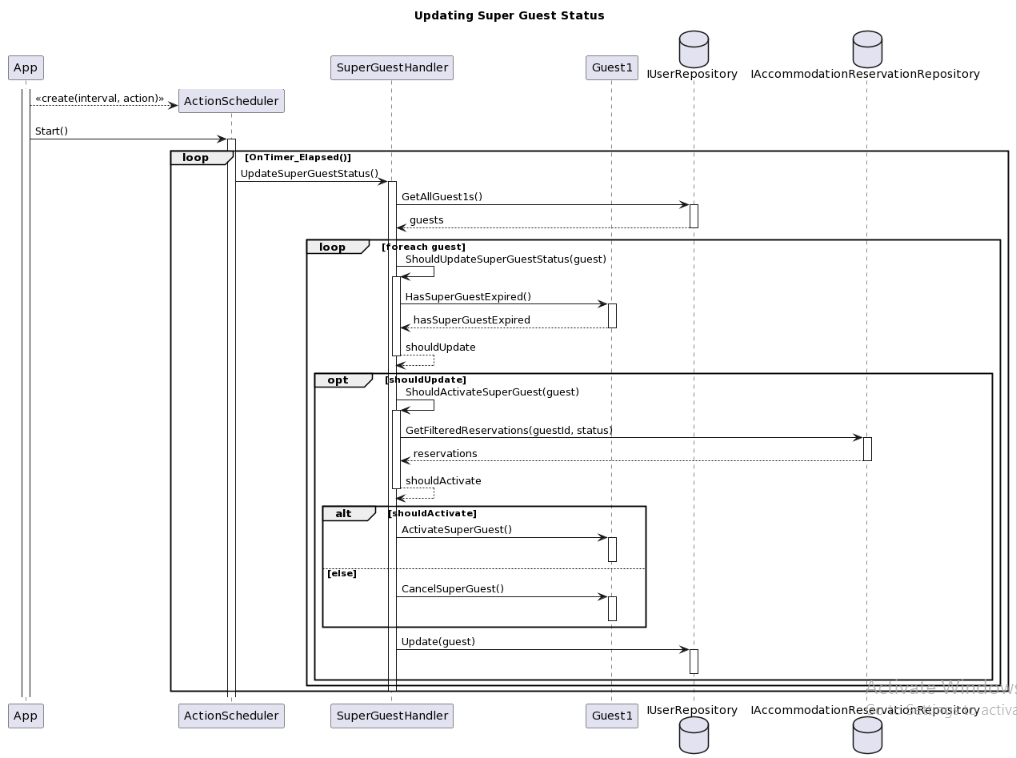 Updating Super Guest Status
App
SuperGuestHandler
Guest1
IUserRepository
IAccommodationReservationRepository
«create(interval, action)»
ActionScheduler
Start()
loop
[OnTimer_Elapsed()]
UpdateSuperGuestStatus()
GetAllGuest1s()
guests
loop
[foreach guest]
ShouldUpdateSuperGuestStatus(guest)
HasSuperGuestExpired()
hasSuperGuestExpired
shouldUpdate
opt
[shouldUpdate]
ShouldActivateSuperGuest(guest)
GetFilteredReservations(guestId, status)
reservations
shouldActivate
alt
[shouldActivate]
ActivateSuperGuest()
[else]
CancelSuperGuest()
Update(guest)
Activate Windows
App
ActionScheduler
SuperGuestHandler
Guest1
IUserRepository
IAccommodationReservationRepository
Go to Settings to activa